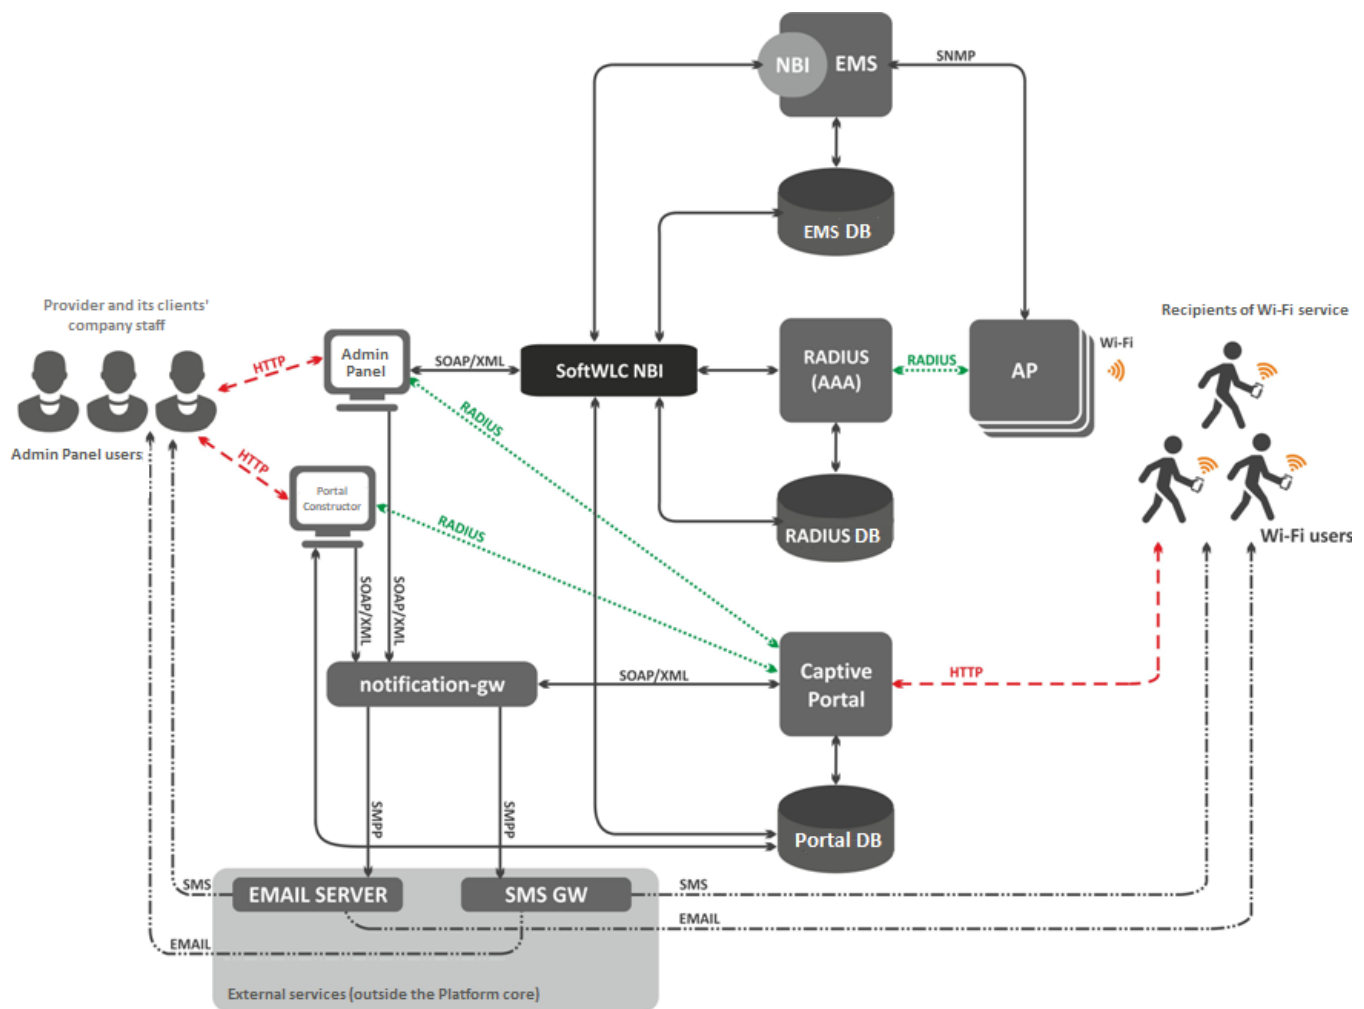 NBI
EMS
SNMP
EMS DB
Provider and its clients'
company staff
Recipients of Wi-Fi service
HTTP
Admin
Panel
SOAP/XML
SoftWLC NBI
RADIUS
(AAA)
RADIUS
AP
Wi-Fi
RADIUS
Admin Panel users
HTTP
Portal
Constructor
RADIUS
RADIUS DB
Wi-Fi users
SOAP/XML
SOAP/XML
notification-gw
SOAP/XML
Captive
Portal
HTTP
SMPP
SMPP
Portal DB
SMS
EMAIL SERVER
SMS GW
SMS
EMAIL
EMAIL
External services (outside the Platform core)